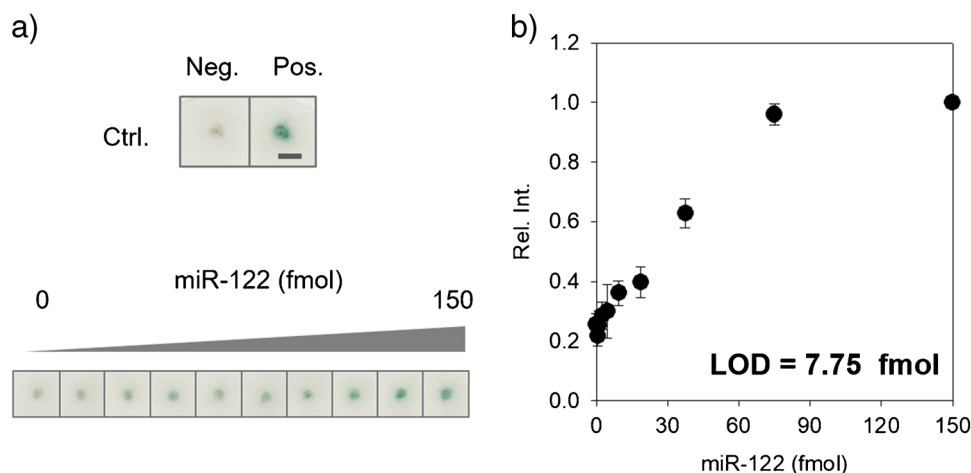 a)
Neg. Pos.
Ctrl.
miR-122 (fmol)
0 150
b)
1.2
1.0
0.8
0.6
0.4
0.2
0.0
Rel. Int.
LOD = 7.75 fmol
0 30 60 90 120 150
miR-122 (fmol)